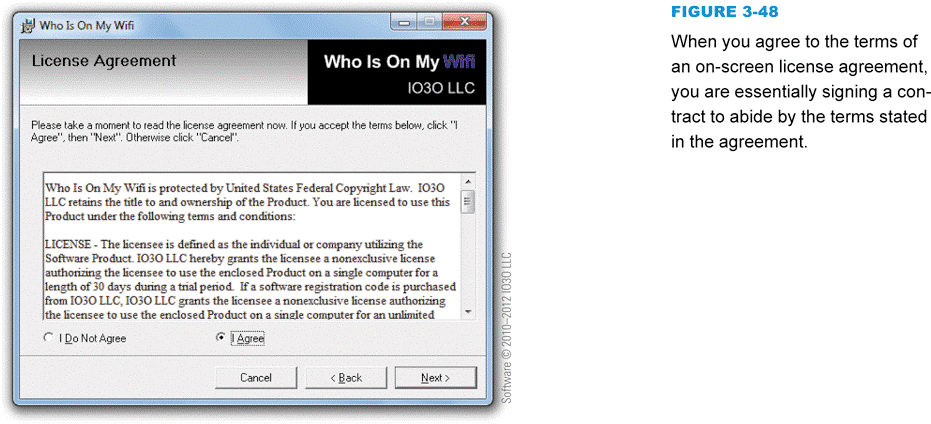 Who Is On My Wifi
License Agreement
Who Is On My Wifi
IO3O LLC
Please take a moment to read the license agreement now. If you accept the terms below, click "I
Agree", then "Next". Otherwise click "Cancel".
Who Is On My Wifi is protected by United States Federal Copyright Law. IO3O
LLC retains the title to and ownership of the Product. You are licensed to use this
Product under the following terms and conditions:
LICENSE - The licensee is defined as the individual or company utilizing the
Software Product. IO3O LLC hereby grants the licensee a nonexclusive license
authorizing the licensee to use the enclosed Product on a single computer for a
length of 30 days during a trial period. If a software registration code is purchased
from IO3O LLC, IO3O LLC grants the licensee a nonexclusive license authorizing
the licensee to use the enclosed Product on a single computer for an unlimited
I Do Not Agree
I Agree
Cancel
< Back
Next >
Software © 2010–2012 IO3O LLC
FIGURE 3-48
When you agree to the terms of
an on-screen license agreement,
you are essentially signing a con-
tract to abide by the terms stated
in the agreement.